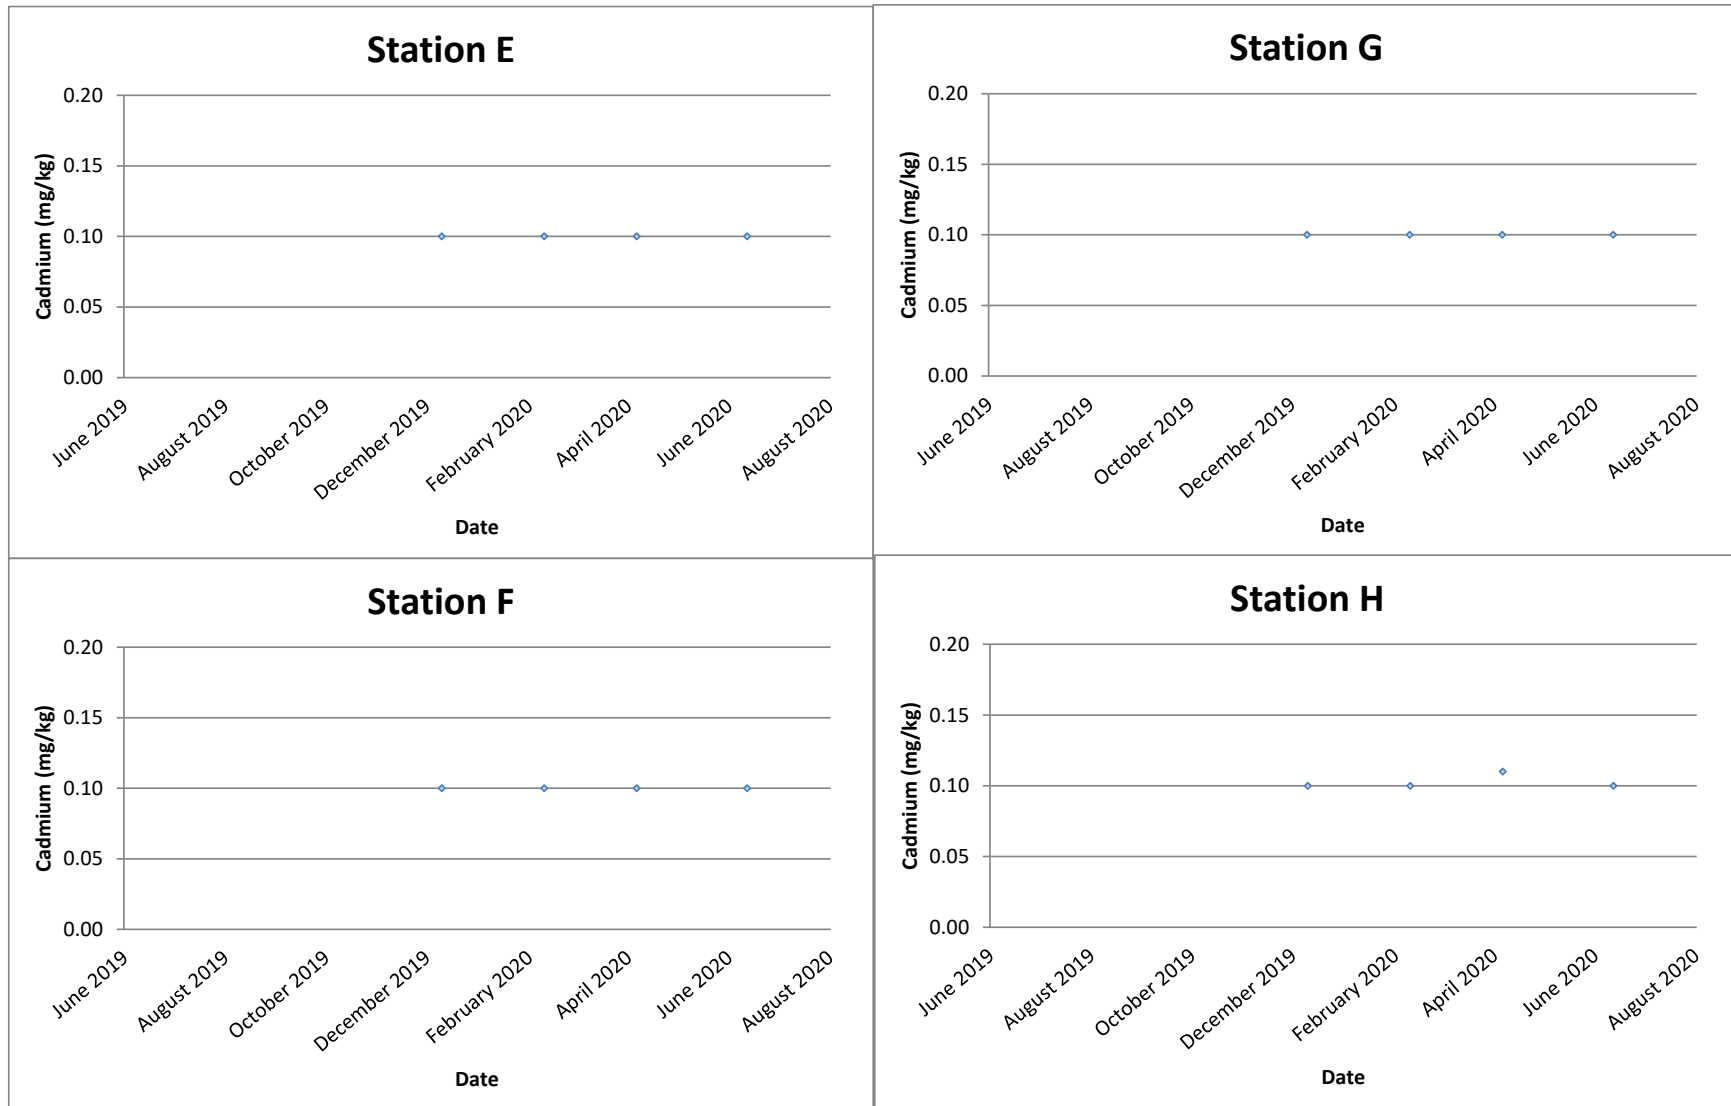 Station E
0.20
0.15
0.10
0.05
0.00
Cadmium (mg/kg)
June 2019
August 2019
October 2019
December 2019
February 2020
April 2020
June 2020
August 2020
Date
Station G
0.20
0.15
0.10
0.05
0.00
Cadmium (mg/kg)
June 2019
August 2019
October 2019
December 2019
February 2020
April 2020
June 2020
August 2020
Date
Station F
0.20
0.15
0.10
0.05
0.00
Cadmium (mg/kg)
June 2019
August 2019
October 2019
December 2019
February 2020
April 2020
June 2020
August 2020
Date
Station H
0.20
0.15
0.10
0.05
0.00
Cadmium (mg/kg)
June 2019
August 2019
October 2019
December 2019
February 2020
April 2020
June 2020
August 2020
Date